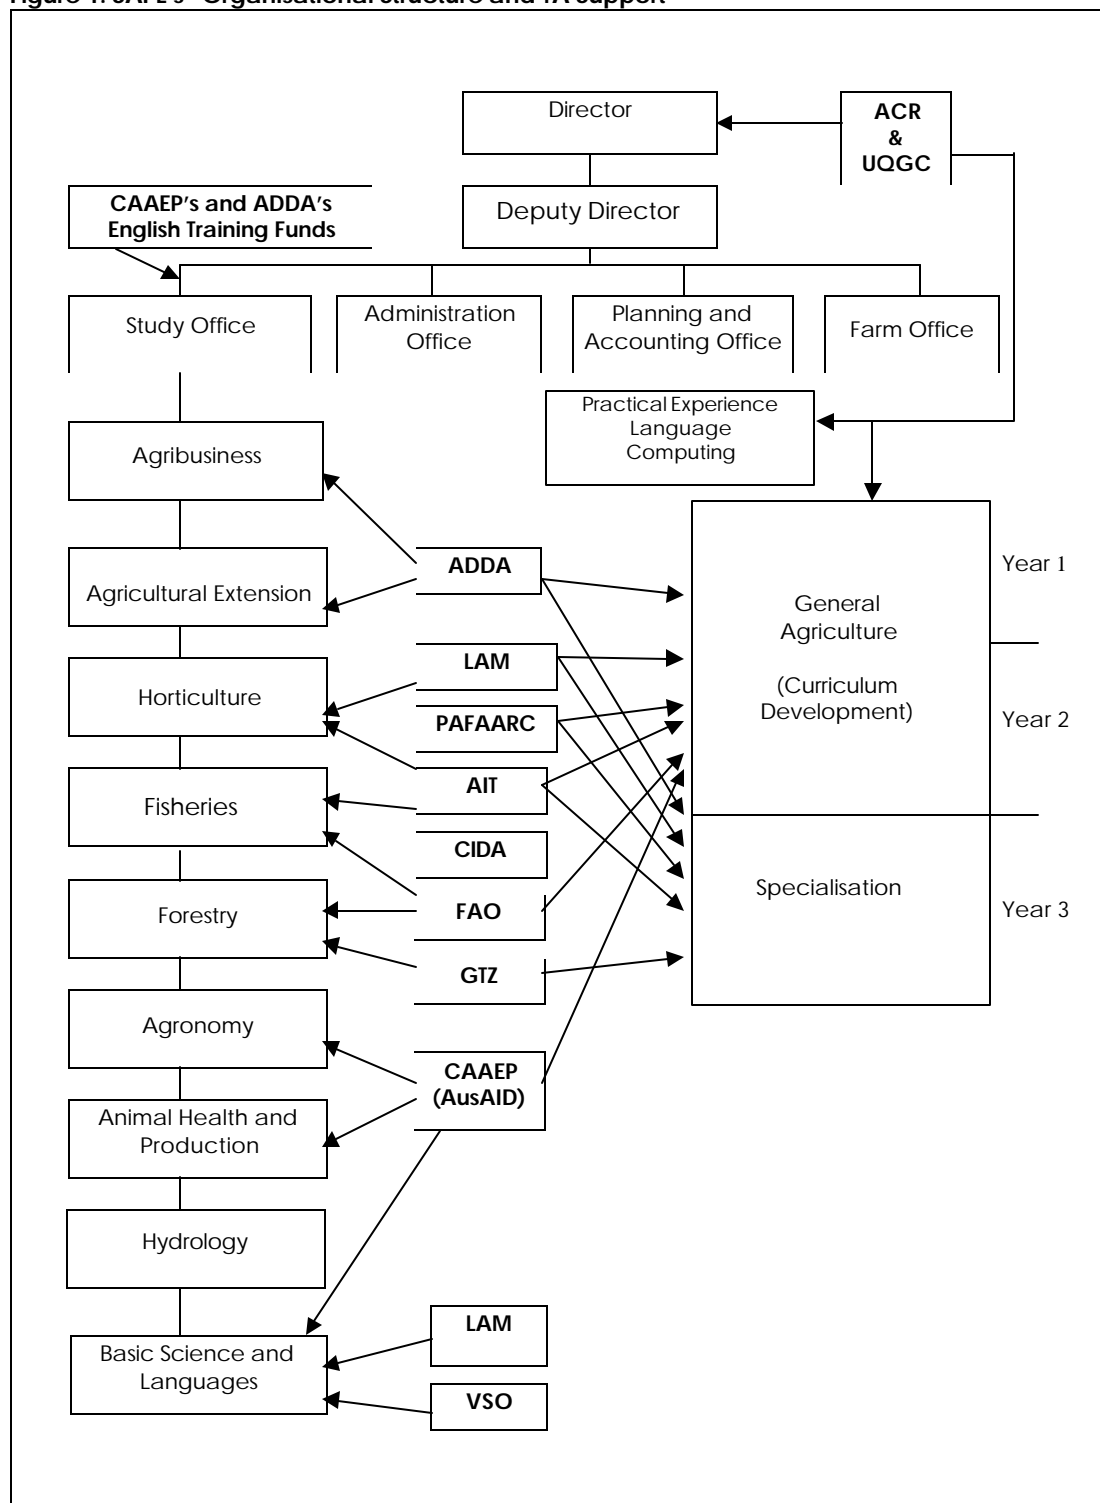 Figure 1: Organisational Structure and TA Support
Director
ACR
&
UQGC
CAAEP's and ADDA's
English Training Funds
Deputy Director
Study Office
Administration
Office
Planning and
Accounting Office
Farm Office
Practical Experience
Language
Computing
Agribusiness
ADDA
Year 1
Agricultural Extension
General
Agriculture
(Curriculum
Development)
LAM
Horticulture
PAFAARC
Year 2
AIT
Fisheries
CIDA
Specialisation
Forestry
FAO
Year 3
GTZ
Agronomy
CAAEP
(AusAID)
Animal Health and
Production
Hydrology
LAM
Basic Science and
Languages
VSO